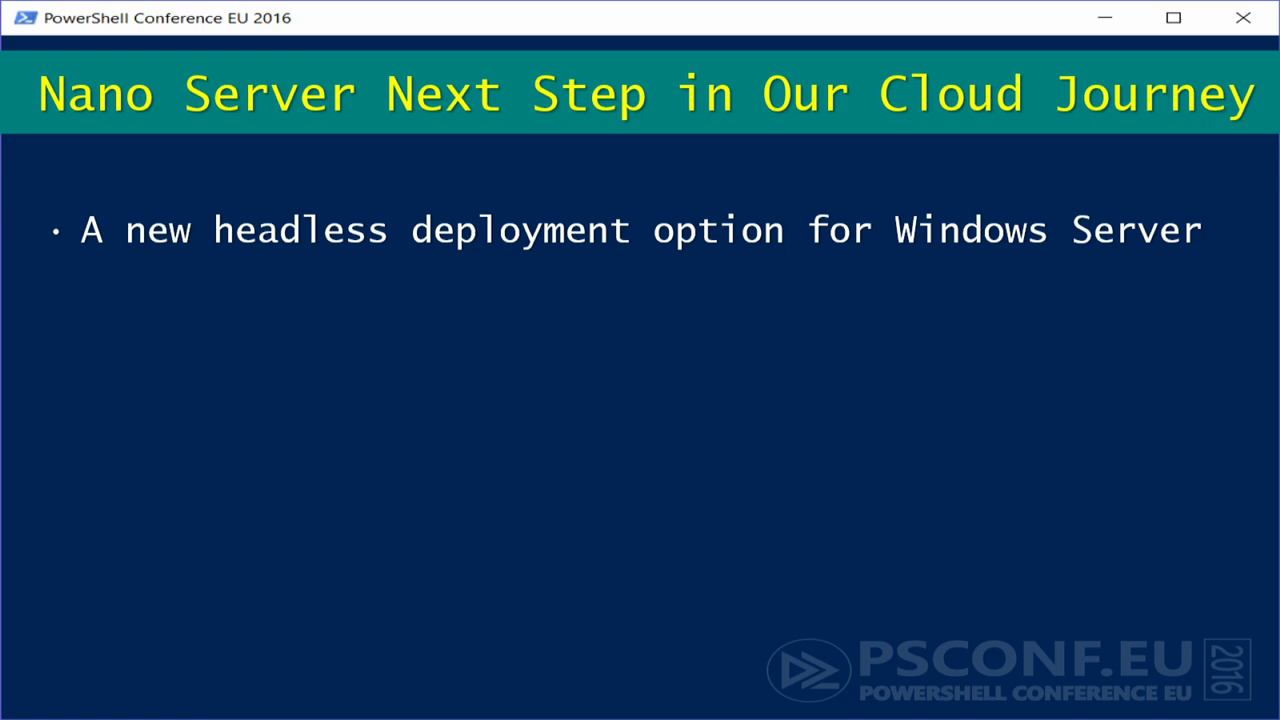 PowerShell Conference EU 2016
Nano Server Next Step in Our Cloud Journey
• A new headless deployment option for Windows Server
PSCONF.EU
POWERSHELL CONFERENCE EU
2016